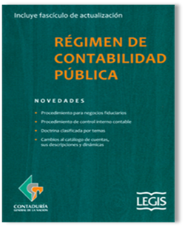 Incluye fascículo de actualización
RÉGIMEN DE
CONTABILIDAD
PÚBLICA
NOVEDADES
• Procedimiento para negocios fiduciarios
• Procedimiento de control interno contable
• Doctrina clasificada por temas
• Cambios al catálogo de cuentas,
sus descripciones y dinámicas
CONTADURÍA
GENERAL DE LA NACIÓN
LEGIS